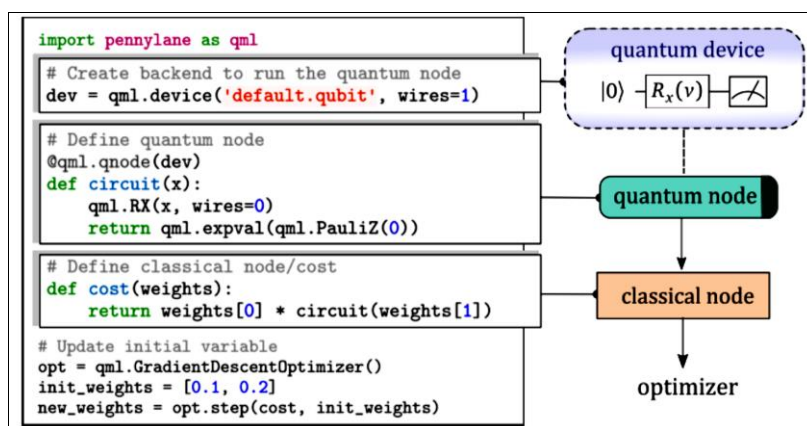 import pennylane as qml
# Create backend to run the quantum node
dev = qml.device('default.qubit', wires=1)
# Define quantum node
@qml.qnode(dev)
def circuit(x):
    qml.RX(x, wires=0)
    return qml.expval(qml.PauliZ(0))
# Define classical node/cost
def cost(weights):
    return weights[0] * circuit(weights[1])
# Update initial variable
opt = qml.GradientDescentOptimizer()
init_weights = [0.1, 0.2]
new_weights = opt.step(cost, init_weights)
quantum device
|0⟩ Rx(v)
quantum node
classical node
optimizer